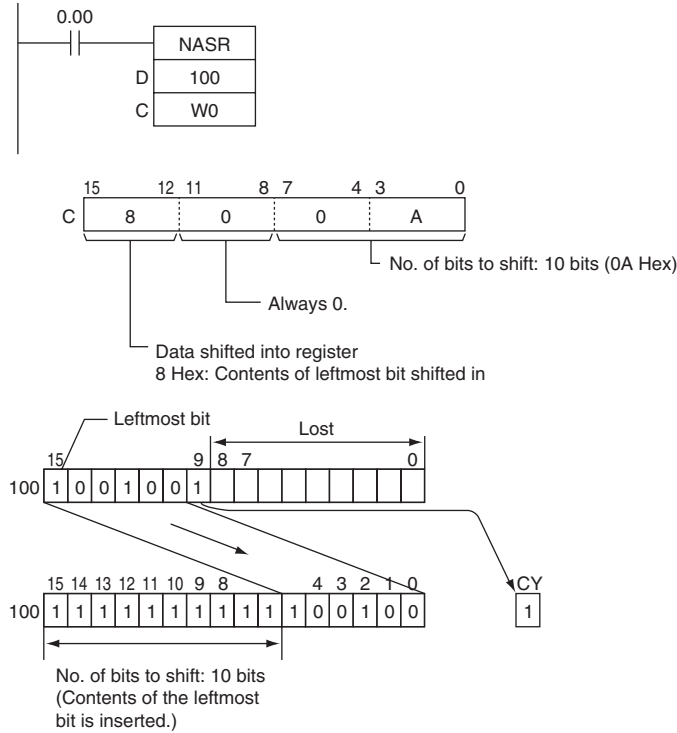 0.00
NASR
D 100
C W0
15 12 11 8 7 4 3 0
C 8 0 0 A
No. of bits to shift: 10 bits (0A Hex)
Always 0.
Data shifted into register
8 Hex: Contents of leftmost bit shifted in
Leftmost bit
Lost
15 9 8 7 0
100 1 0 0 1 0 0 1
15 14 13 12 11 10 9 8 4 3 2 1 0 CY
100 1 1 1 1 1 1 1 1 1 1 1 0 0 1 0 0 1
No. of bits to shift: 10 bits
(Contents of the leftmost
bit is inserted.)